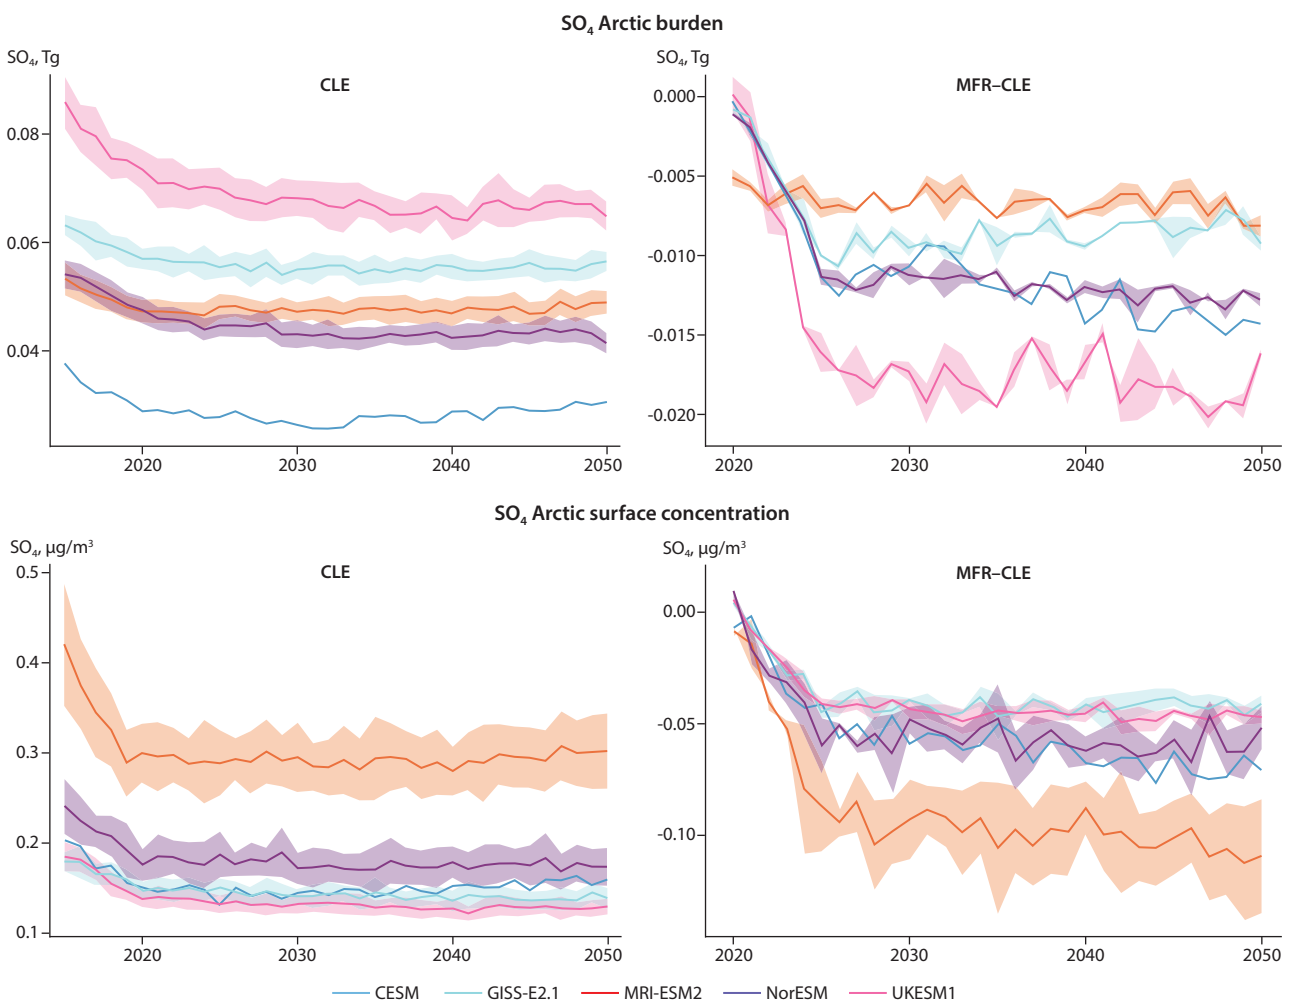 SO₄ Arctic burden
SO₄, Tg
CLE
0.08
0.06
0.04
2020 2030 2040 2050
SO₄, Tg
MFR–CLE
0.000
-0.005
-0.010
-0.015
-0.020
2020 2030 2040 2050
SO₄ Arctic surface concentration
SO₄, µg/m³
CLE
0.5
0.4
0.3
0.2
0.1
2020 2030 2040 2050
SO₄, µg/m³
MFR–CLE
0.00
-0.05
-0.10
2020 2030 2040 2050
CESM GISS-E2.1 MRI-ESM2 NorESM UKESM1